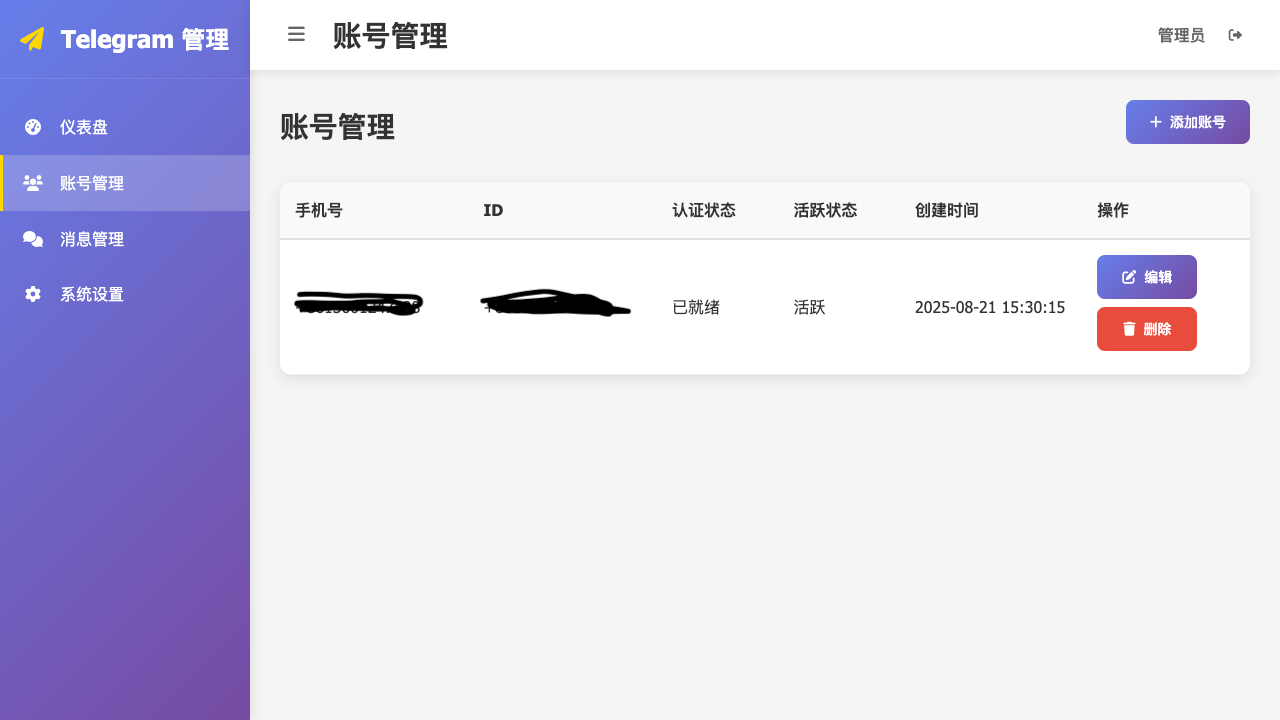 Telegram 管理
仪表盘
账号管理
消息管理
系统设置
账号管理
管理员
账号管理
添加账号
手机号 ID 认证状态 活跃状态 创建时间 操作
已就绪 活跃 2025-08-21 15:30:15
编辑
删除